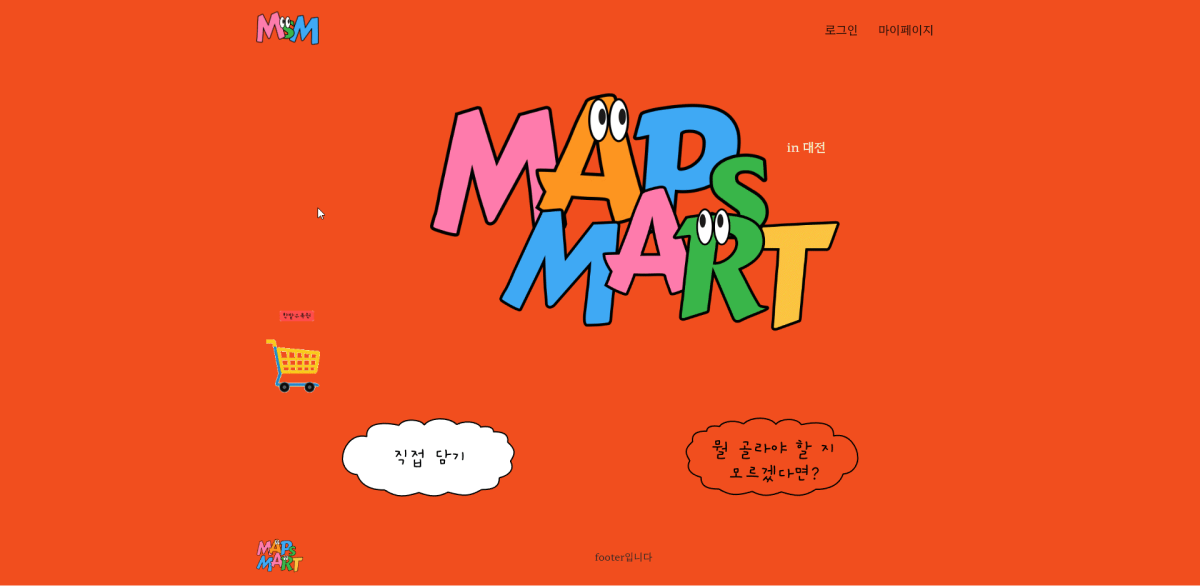 MSM
로그인 마이페이지
MAPS
in 대전
MART
직접 담기
뭘 골라야 할 지
오르겠다면?
MAPS
MART
footer입니다